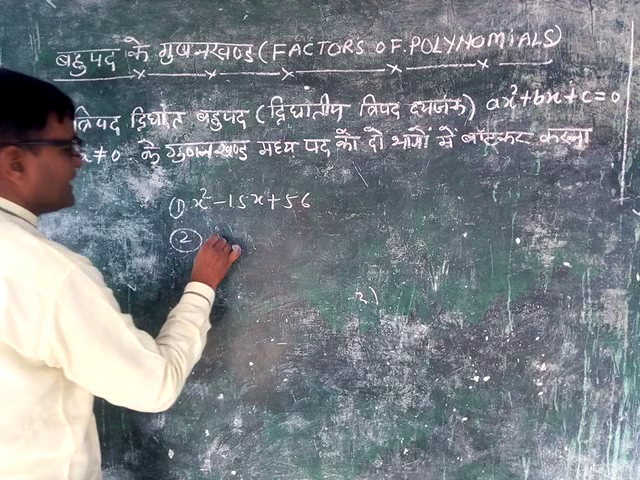 बहुपद के गुणनखण्ड (FACTORS OF.POLYNOMIALS)
त्रिपद द्विघात बहुपद (द्विघातीय त्रिपद व्यंजक) ax²+bx+c=0
a≠0 के गुणनखण्ड मध्य पद को दो भागों में बाँटकर करना
① x²-15x+56
②
2)